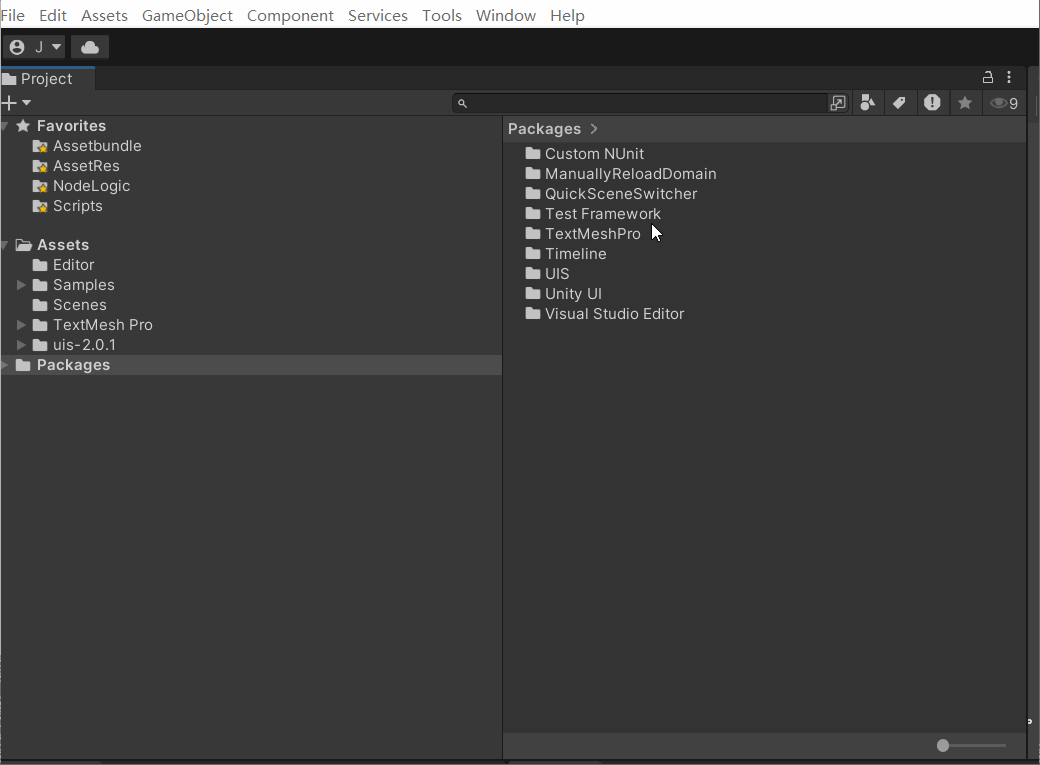 File Edit Assets GameObject Component Services Tools Window Help
J
Project
9
Favorites
Assetbundle
AssetRes
NodeLogic
Scripts
Assets
Editor
Samples
Scenes
TextMesh Pro
uis-2.0.1
Packages
Packages
Custom NUnit
ManuallyReloadDomain
QuickSceneSwitcher
Test Framework
TextMeshPro
Timeline
UIS
Unity UI
Visual Studio Editor